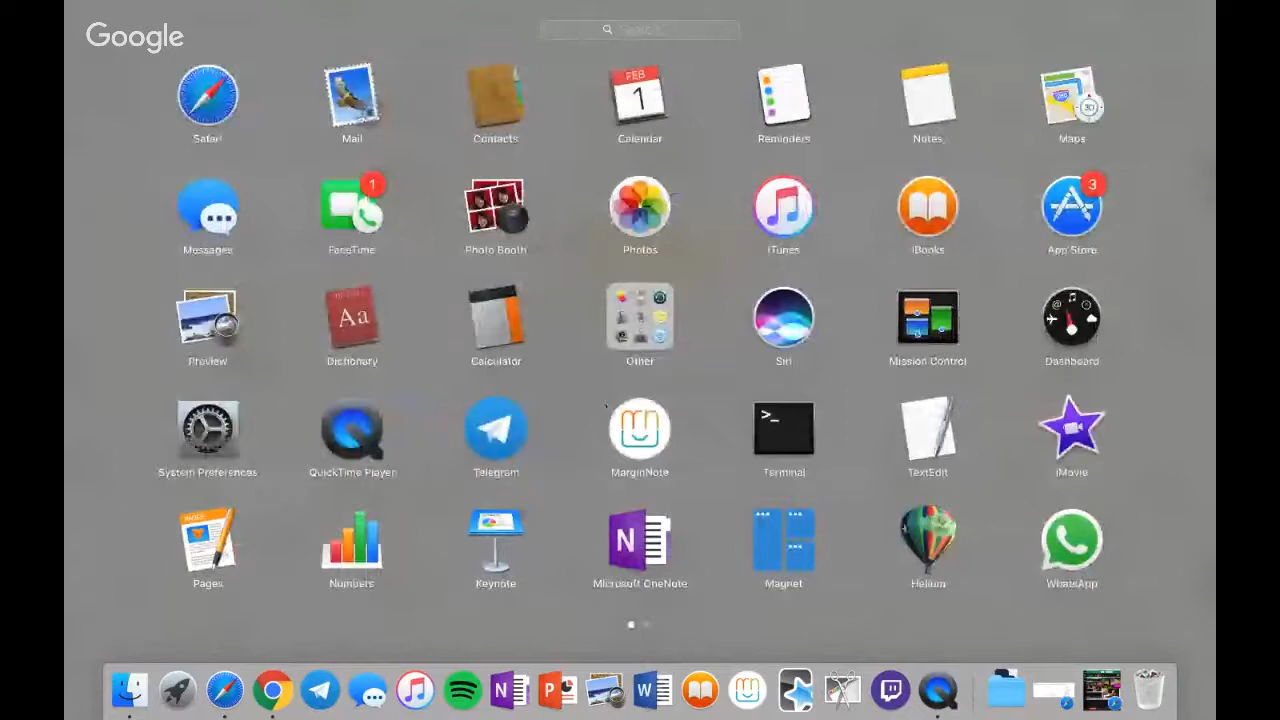 Google
Safari
Mail
Contacts
FEB
1
Calendar
Reminders
Notes
30
Maps
Messages
1
FaceTime
Photo Booth
Photos
iTunes
iBooks
3
App Store
Preview
Aa
Dictionary
Calculator
Other
Siri
Mission Control
Dashboard
System Preferences
QuickTime Player
Telegram
MarginNote
>_
Terminal
TextEdit
iMovie
Pages
Numbers
Keynote
N
Microsoft OneNote
Magnet
Helium
WhatsApp
N
P
W